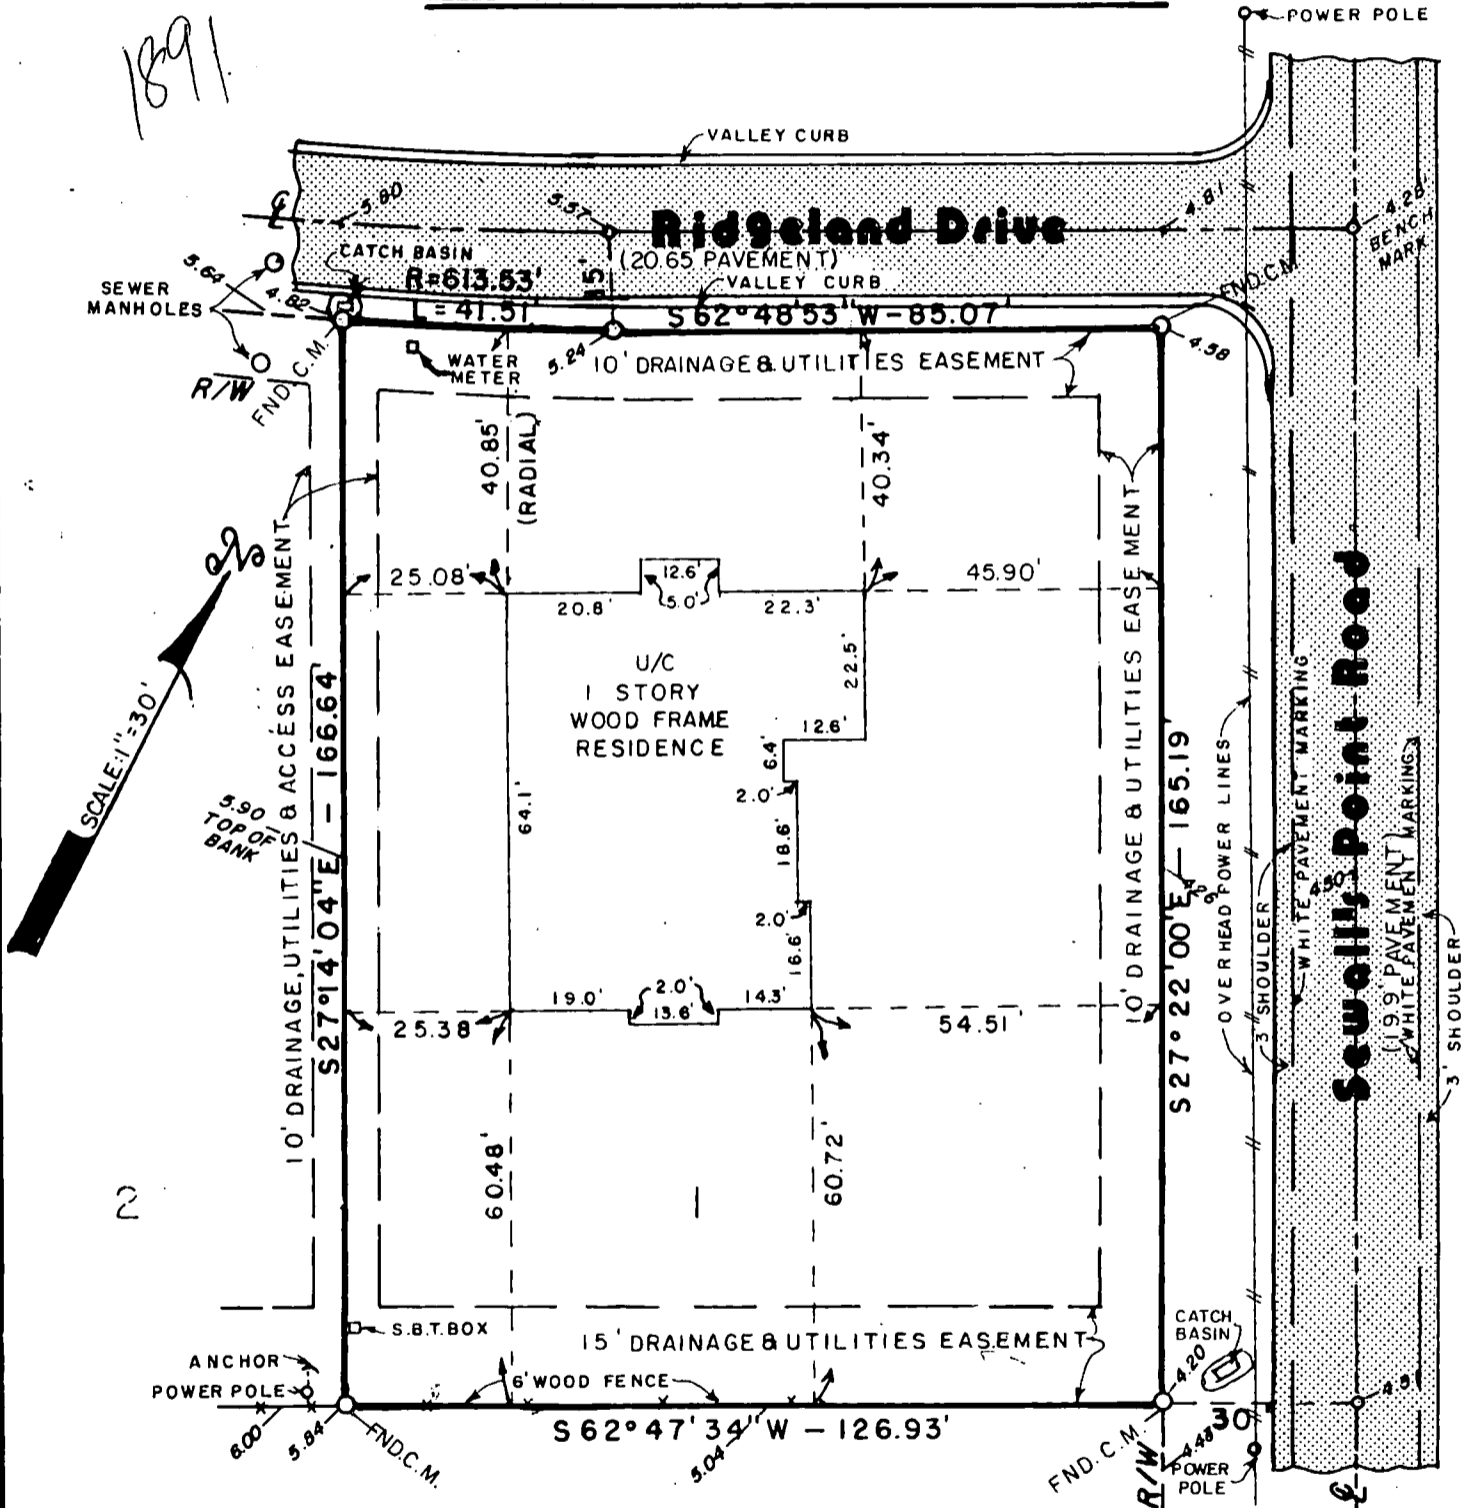 1891
POWER POLE
VALLEY CURB
5.80
5.57
Ridgeland Drive
4.81
4.28'
BENCH
MARK
(20.65 PAVEMENT)
CATCH BASIN
5.64
SEWER
MANHOLES
4.82
R=613.53'
L=41.51'
15'
VALLEY CURB
FND.C.M.
S 62°48'53"W-85.07'
5
R/W
FND. C.M.
WATER
METER
5.24
10' DRAINAGE & UTILITIES EASEMENT
4.58
40.85'
(RADIAL)
40.34'
25.08'
12.6'
5.0'
45.90'
20.8'
22.3'
U/C
1 STORY
WOOD FRAME
RESIDENCE
22.5'
12.6'
6.4'
2.0'
64.1'
18.6'
2.0'
16.6'
SCALE: 1"=30'
10' DRAINAGE, UTILITIES & ACCESS EASEMENT
S27°14'04"E - 166.64'
5.90
TOP OF
BANK
10' DRAINAGE & UTILITIES EASEMENT
S27°22'00"E - 165.19'
OVERHEAD POWER LINES
3' SHOULDER
WHITE PAVEMENT MARKING
4.50
Sewall's Point Road
(19.9' PAVEMENT)
WHITE PAVEMENT MARKING
3' SHOULDER
19.0'
2.0'
13.6'
14.3'
25.38'
54.51'
60.48'
60.72'
2
1
S.B.T. BOX
15' DRAINAGE & UTILITIES EASEMENT
CATCH
BASIN
4.20
ANCHOR
POWER POLE
6' WOOD FENCE
6.00
5.84
FND.C.M.
S62°47'34"W - 126.93'
5.04
FND. C.M.
R/W
30'
4.48
POWER
POLE